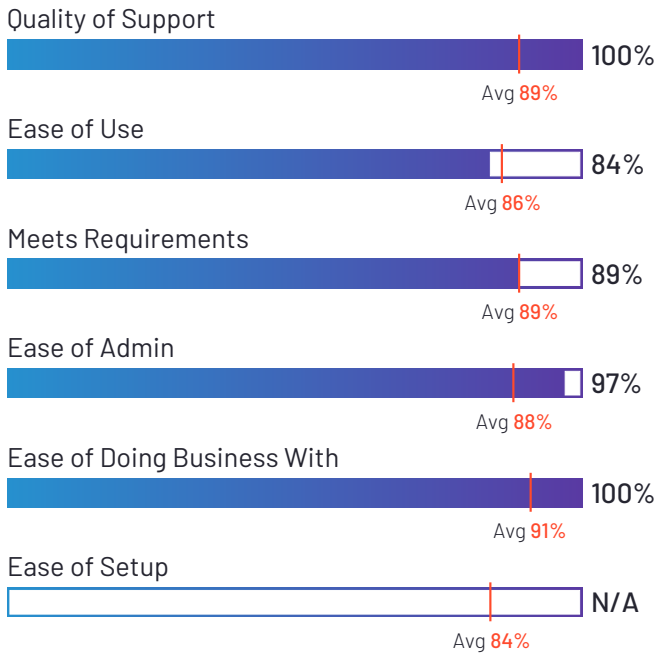 Quality of Support
100%
Avg 89%
Ease of Use
84%
Avg 86%
Meets Requirements
89%
Avg 89%
Ease of Admin
97%
Avg 88%
Ease of Doing Business With
100%
Avg 91%
Ease of Setup
N/A
Avg 84%